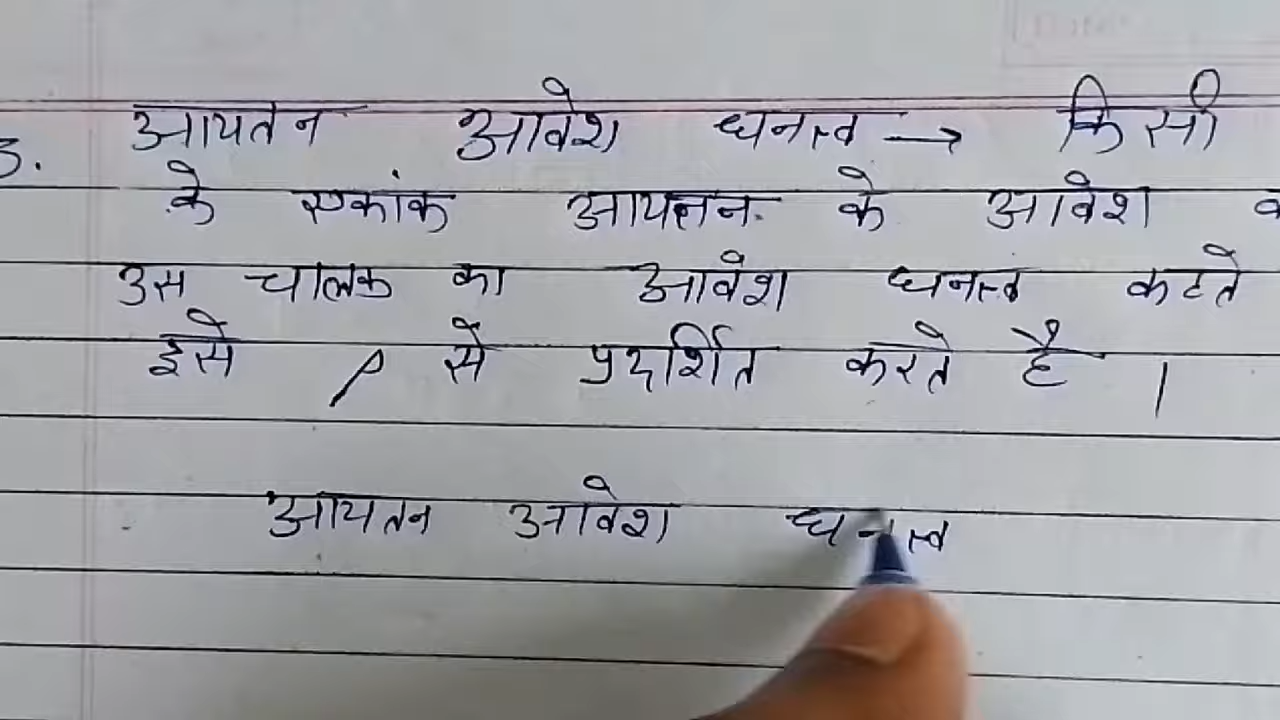 3. आयतन आवेश घनत्व → किसी
के एकांक आयतन के आवेश
उस चालक का आवेश घनत्व कहते
इसे ρ से प्रदर्शित करते है ।
आयतन आवेश घनत्व